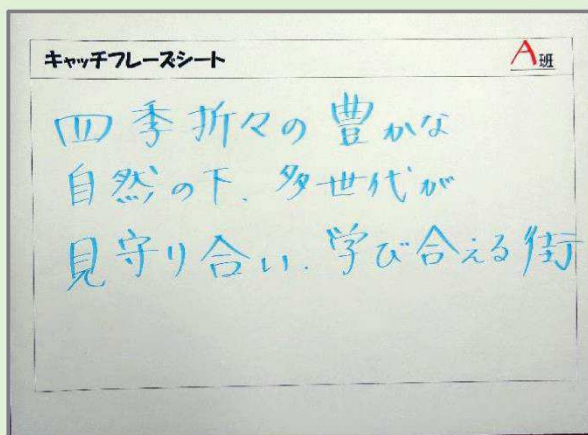 キャッチフレーズシート
A班
四季折々の豊かな
自然の下、多世代が
見守り合い、学び合える街